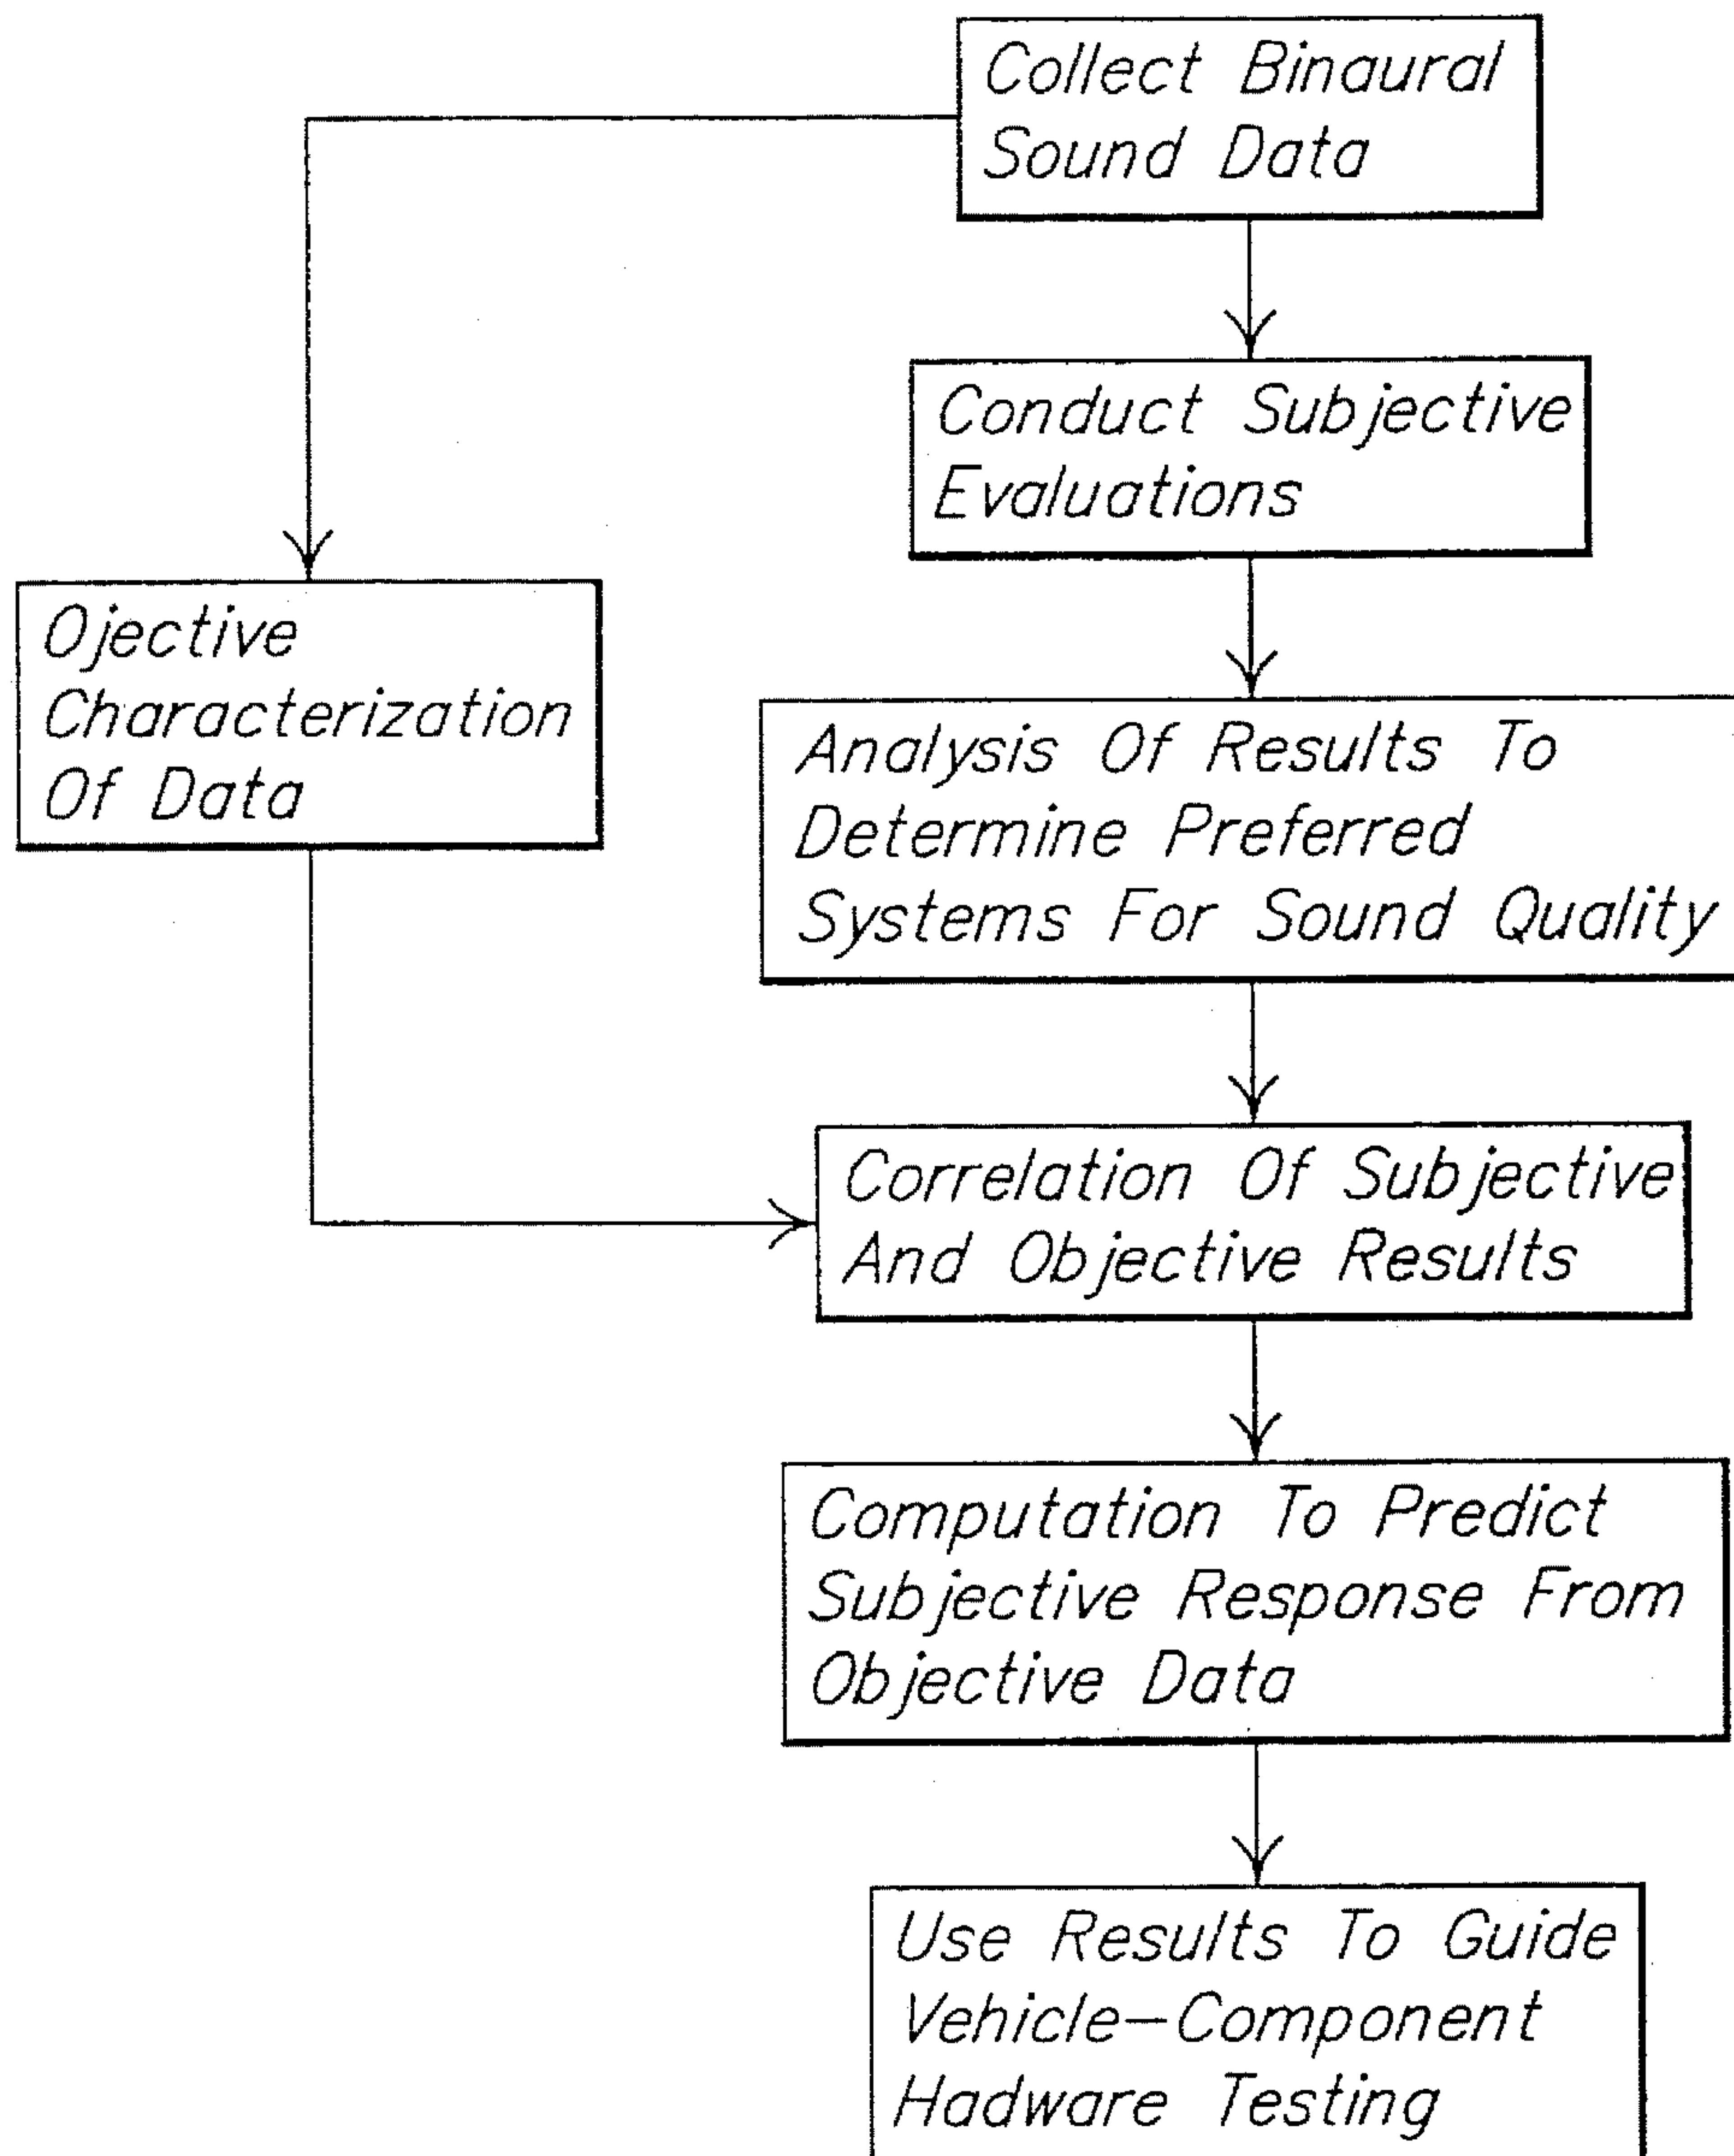 Collect Binaural
Sound Data
Conduct Subjective
Evaluations
Ojective
Characterization
Of Data
Analysis Of Results To
Determine Preferred
Systems For Sound Quality
Correlation Of Subjective
And Objective Results
Computation To Predict
Subjective Response From
Objective Data
Use Results To Guide
Vehicle-Component
Hadware Testing